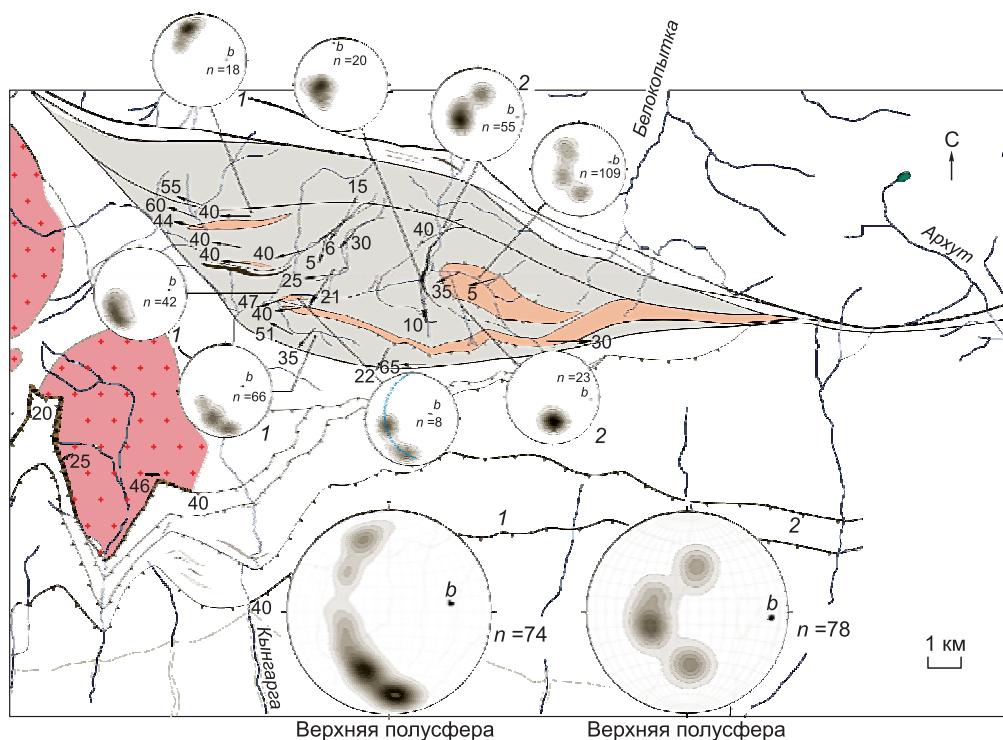 b
n =18
b
n =20
b
n =55
2
b
n =109
1
Белокопытка
С
Архут
55
60
44
40
15
40
40
40
5
6
30
25
40
35
5
b
n =42
1
47
40
21
51
10
35
22
65
30
b
n =66
1
b
n =8
n =23
b
2
20
25
46
40
1
2
40
Кынгарга
b
n =74
b
n =78
1 км
Верхняя полусфера
Верхняя полусфера